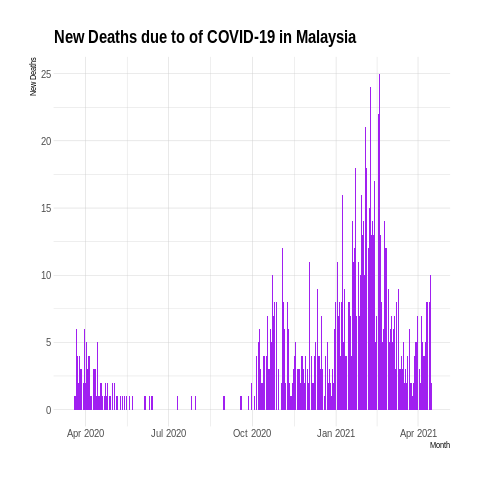 New Deaths due to of COVID-19 in Malaysia
New Deaths
25
20
15
10
5
0
Apr 2020 Jul 2020 Oct 2020 Jan 2021 Apr 2021
Month